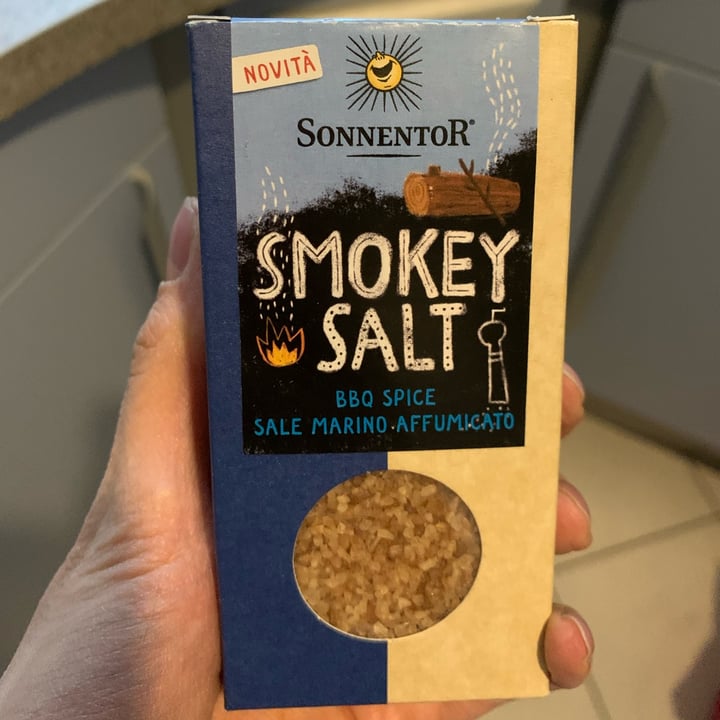 NOVITÀ
SONNENTOR®
SMOKEY
SALT
BBQ SPICE
SALE MARINO AFFUMICATO